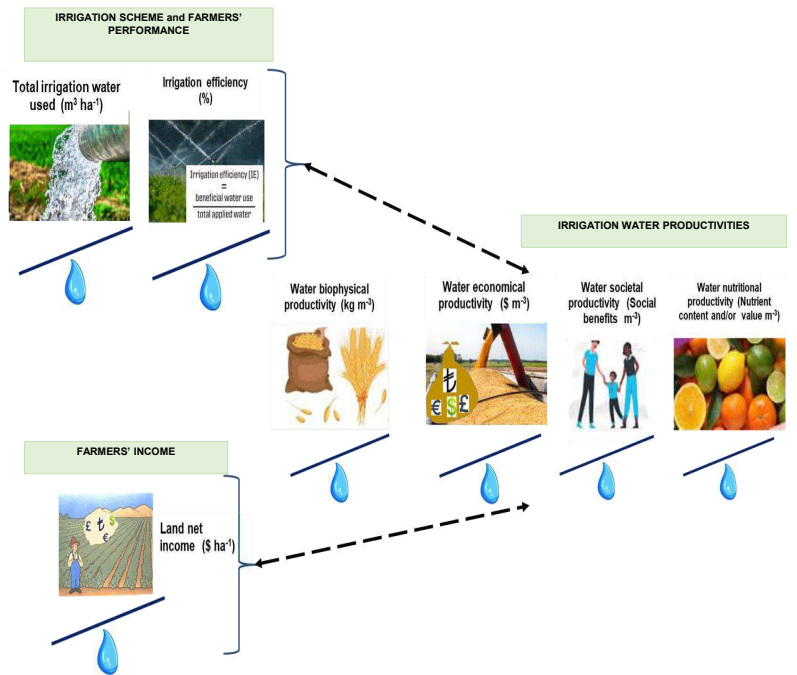 IRRIGATION SCHEME and FARMERS'
PERFORMANCE
Total irrigation water
used (m³ ha⁻¹)
Irrigation efficiency
(%)
Irrigation efficiency (IE)
=
beneficial water use
total applied water
IRRIGATION WATER PRODUCTIVITIES
Water biophysical
productivity (kg m⁻³)
Water economical
productivity ($ m⁻³)
₺
€ $ £
Water societal
productivity (Social
benefits m⁻³)
Water nutritional
productivity (Nutrient
content and/or value m⁻³)
FARMERS' INCOME
£ ₺ $
€
Land net
income ($ ha⁻¹)